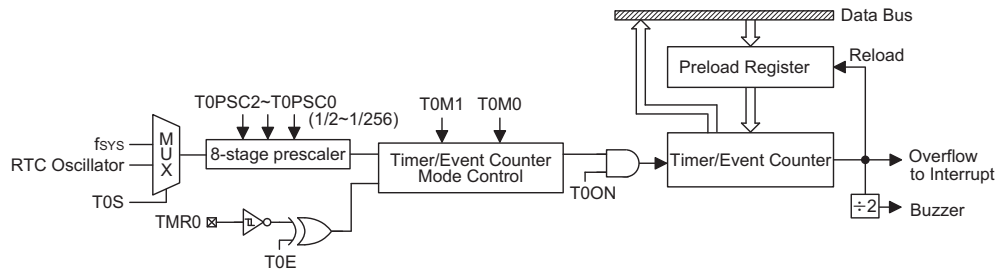 Data Bus
Preload Register
Reload
T0PSC2~T0PSC0
(1/2~1/256)
T0M1
T0M0
fSYS
RTC Oscillator
T0S
MUX
8-stage prescaler
Timer/Event Counter
Mode Control
T0ON
Timer/Event Counter
Overflow
to Interrupt
÷2
Buzzer
TMR0
T0E